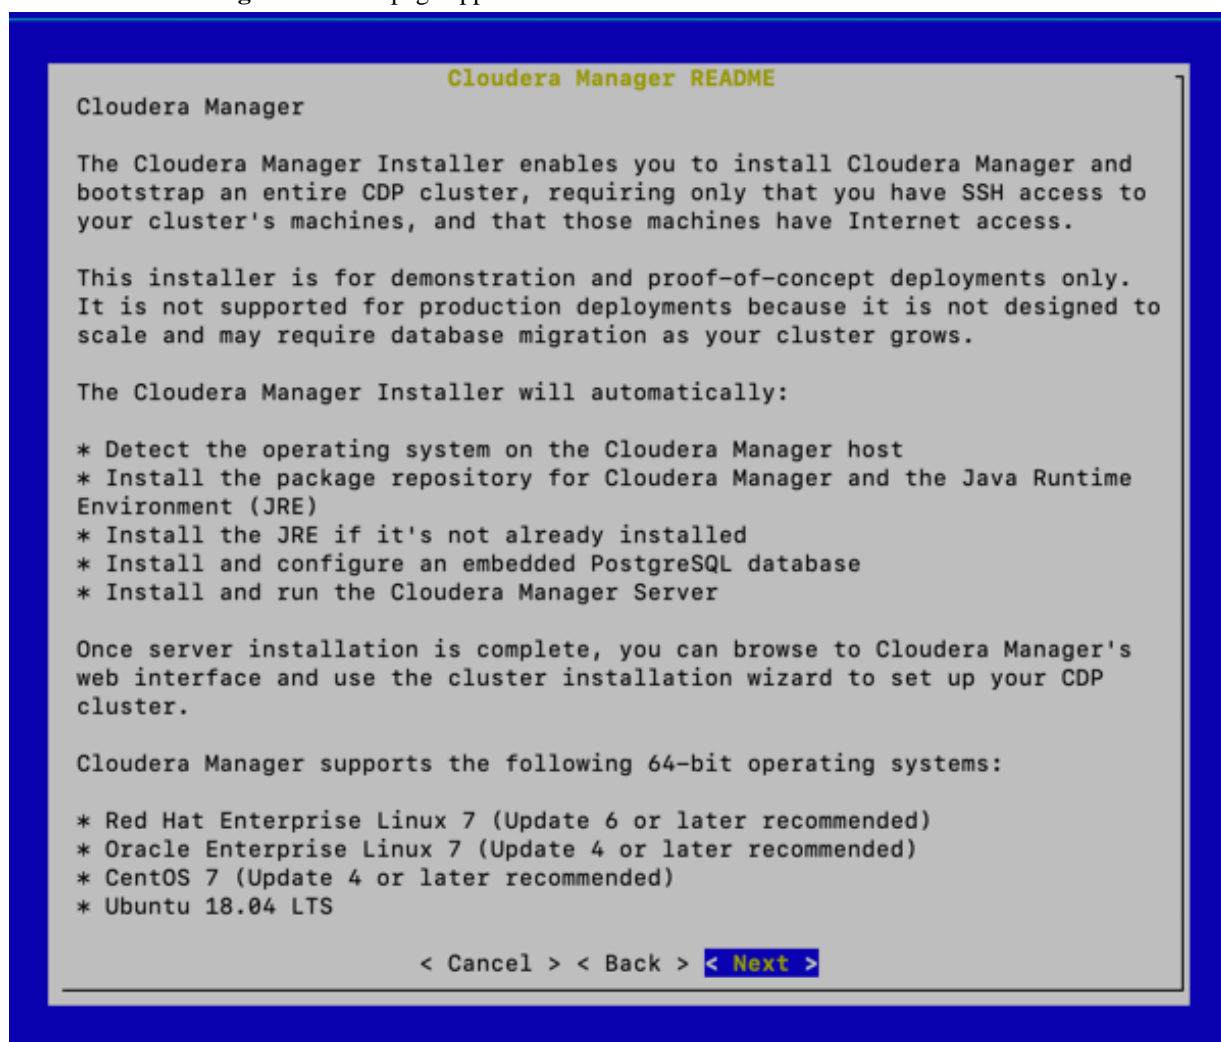 Cloudera Manager README
Cloudera Manager
The Cloudera Manager Installer enables you to install Cloudera Manager and
bootstrap an entire CDP cluster, requiring only that you have SSH access to
your cluster's machines, and that those machines have Internet access.
This installer is for demonstration and proof-of-concept deployments only.
It is not supported for production deployments because it is not designed to
scale and may require database migration as your cluster grows.
The Cloudera Manager Installer will automatically:
* Detect the operating system on the Cloudera Manager host
* Install the package repository for Cloudera Manager and the Java Runtime
Environment (JRE)
* Install the JRE if it's not already installed
* Install and configure an embedded PostgreSQL database
* Install and run the Cloudera Manager Server
Once server installation is complete, you can browse to Cloudera Manager's
web interface and use the cluster installation wizard to set up your CDP
cluster.
Cloudera Manager supports the following 64-bit operating systems:
* Red Hat Enterprise Linux 7 (Update 6 or later recommended)
* Oracle Enterprise Linux 7 (Update 4 or later recommended)
* CentOS 7 (Update 4 or later recommended)
* Ubuntu 18.04 LTS
< Cancel > < Back > < Next >